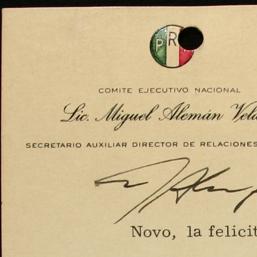 PR
COMITE EJECUTIVO NACIONAL
Lic. Miguel Alemán
SECRETARIO AUXILIAR DIRECTOR DE RELACIONES
Novo, la